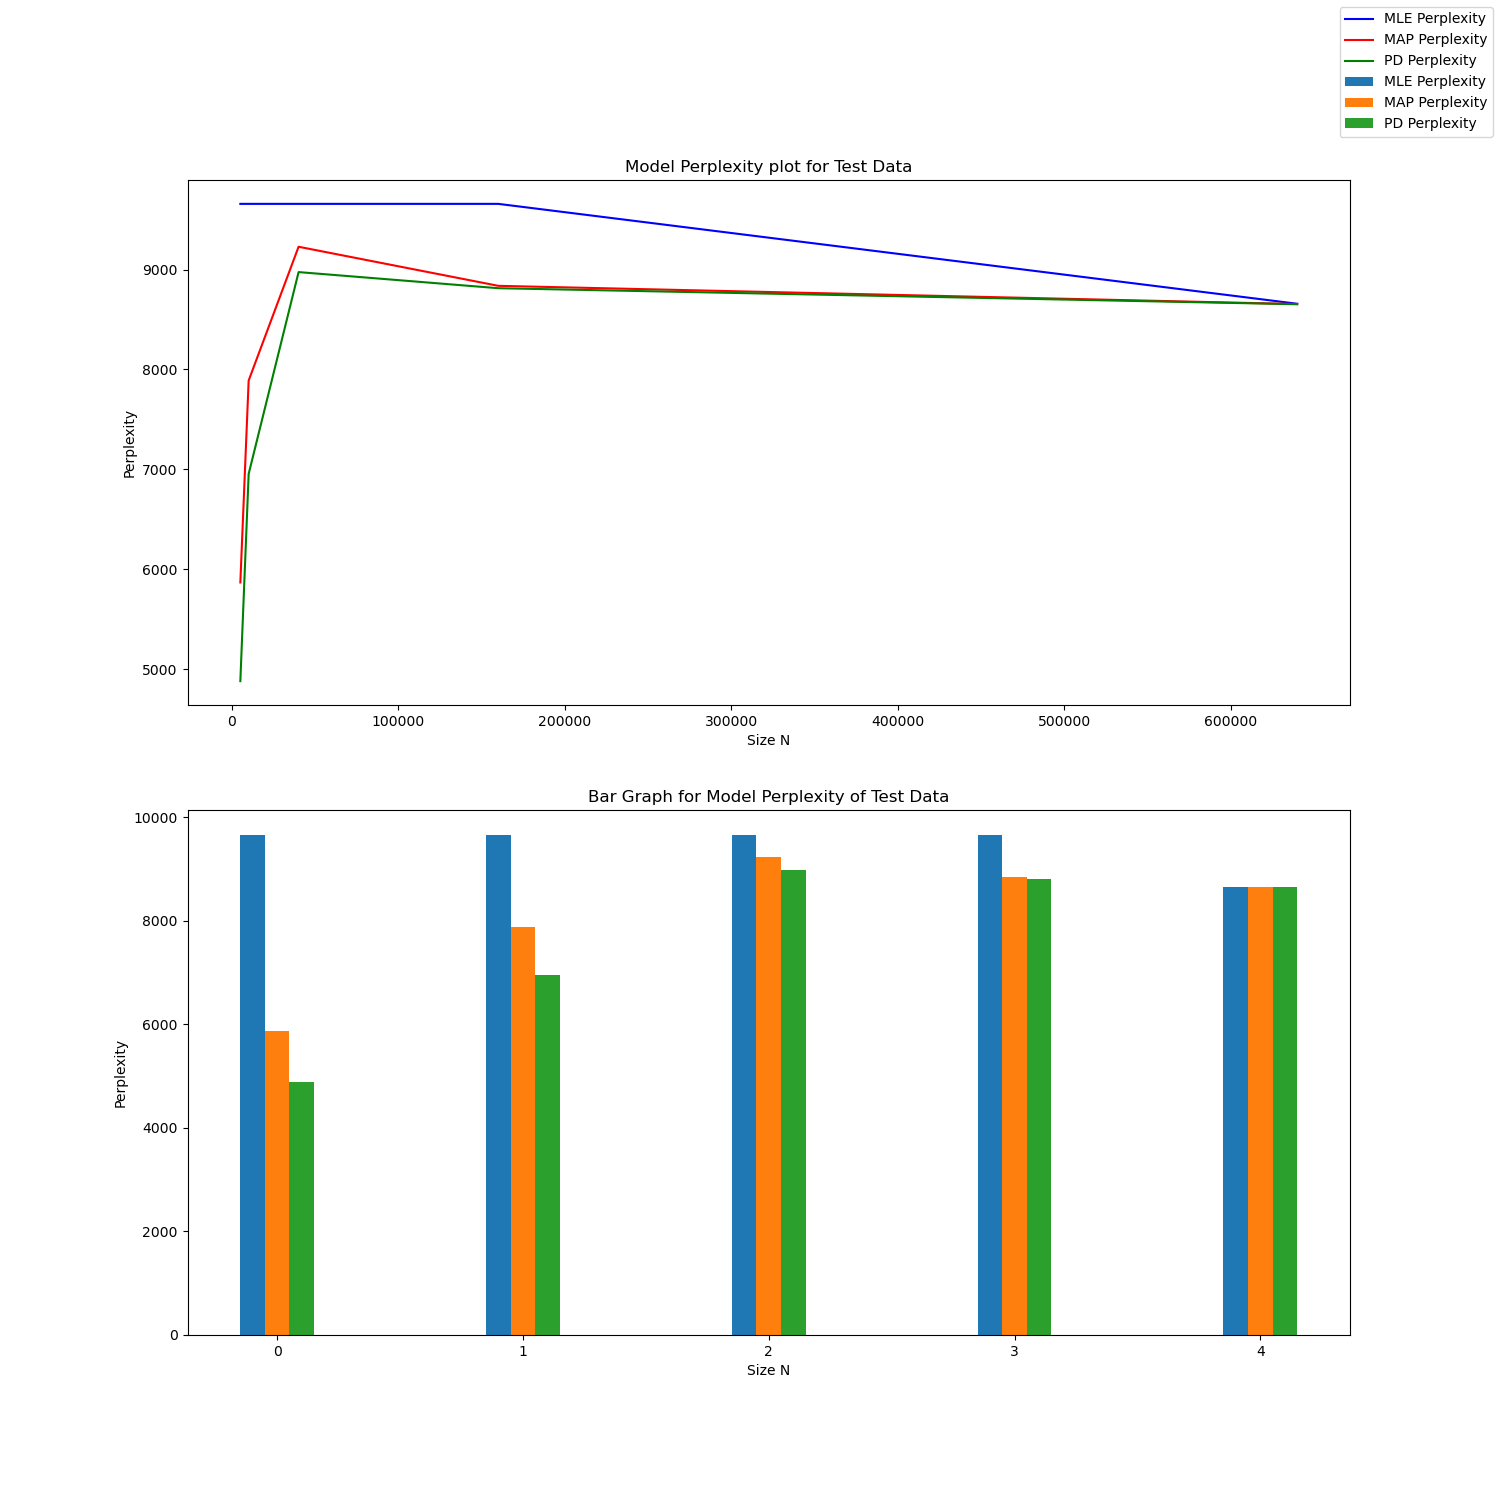 MLE Perplexity
MAP Perplexity
PD Perplexity
MLE Perplexity
MAP Perplexity
PD Perplexity
Model Perplexity plot for Test Data
9000
8000
7000
6000
5000
Perplexity
0 100000 200000 300000 400000 500000 600000
Size N
Bar Graph for Model Perplexity of Test Data
10000
8000
6000
4000
2000
0
Perplexity
0 1 2 3 4
Size N